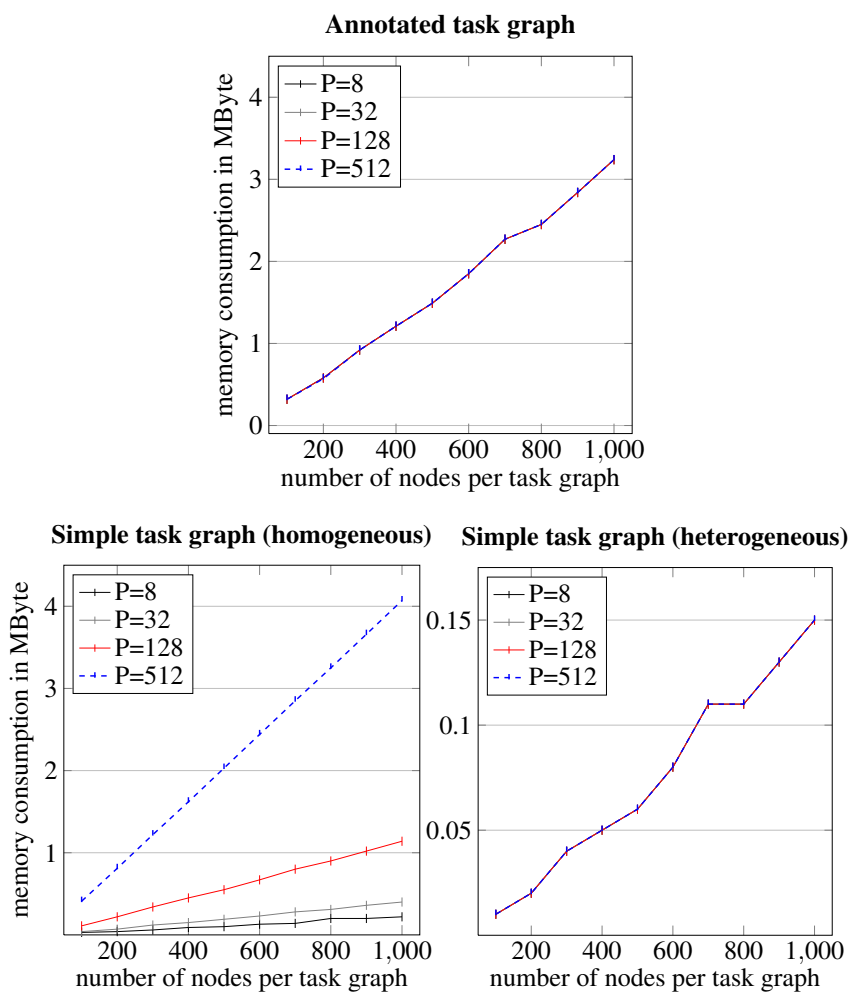 Annotated task graph
memory consumption in MByte
P=8
P=32
P=128
P=512
4
3
2
1
0
200 400 600 800 1,000
number of nodes per task graph
Simple task graph (homogeneous)
memory consumption in MByte
P=8
P=32
P=128
P=512
4
3
2
1
200 400 600 800 1,000
number of nodes per task graph
Simple task graph (heterogeneous)
P=8
P=32
P=128
P=512
0.15
0.1
0.05
200 400 600 800 1,000
number of nodes per task graph